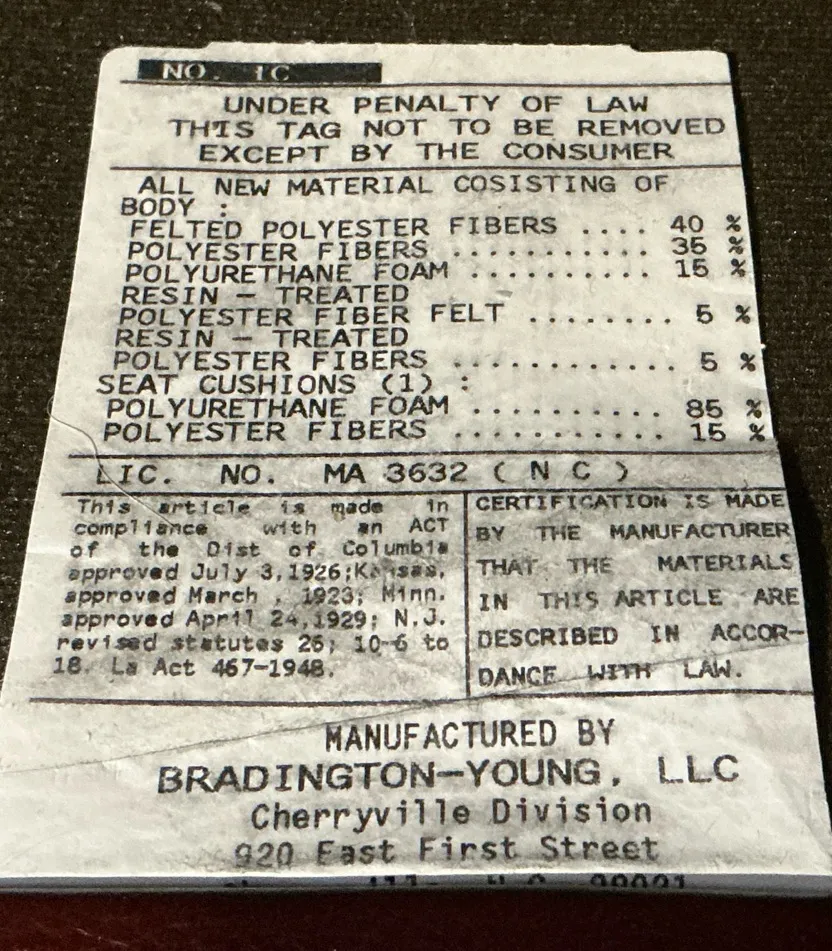 NO. 1C
UNDER PENALTY OF LAW
THIS TAG NOT TO BE REMOVED
EXCEPT BY THE CONSUMER
ALL NEW MATERIAL COSISTING OF
BODY :
FELTED POLYESTER FIBERS .... 40 %
POLYESTER FIBERS ........... 35 %
POLYURETHANE FOAM .......... 15 %
RESIN - TREATED
POLYESTER FIBER FELT ........ 5 %
RESIN - TREATED
POLYESTER FIBERS ............ 5 %
SEAT CUSHIONS (1) :
POLYURETHANE FOAM .......... 85 %
POLYESTER FIBERS ........... 15 %
LIC. NO. MA 3632 ( N C )
This article is made in
compliance with an ACT
of the Dist of Columbia
approved July 3,1926;Kansas,
approved March , 1923; Minn.
approved April 24,1929; N.J.
revised statutes 26; 10-6 to
18. La Act 467-1948.
CERTIFICATION IS MADE
BY THE MANUFACTURER
THAT THE MATERIALS
IN THIS ARTICLE ARE
DESCRIBED IN ACCOR-
DANCE WITH LAW.
MANUFACTURED BY
BRADINGTON-YOUNG, LLC
Cherryville Division
920 East First Street